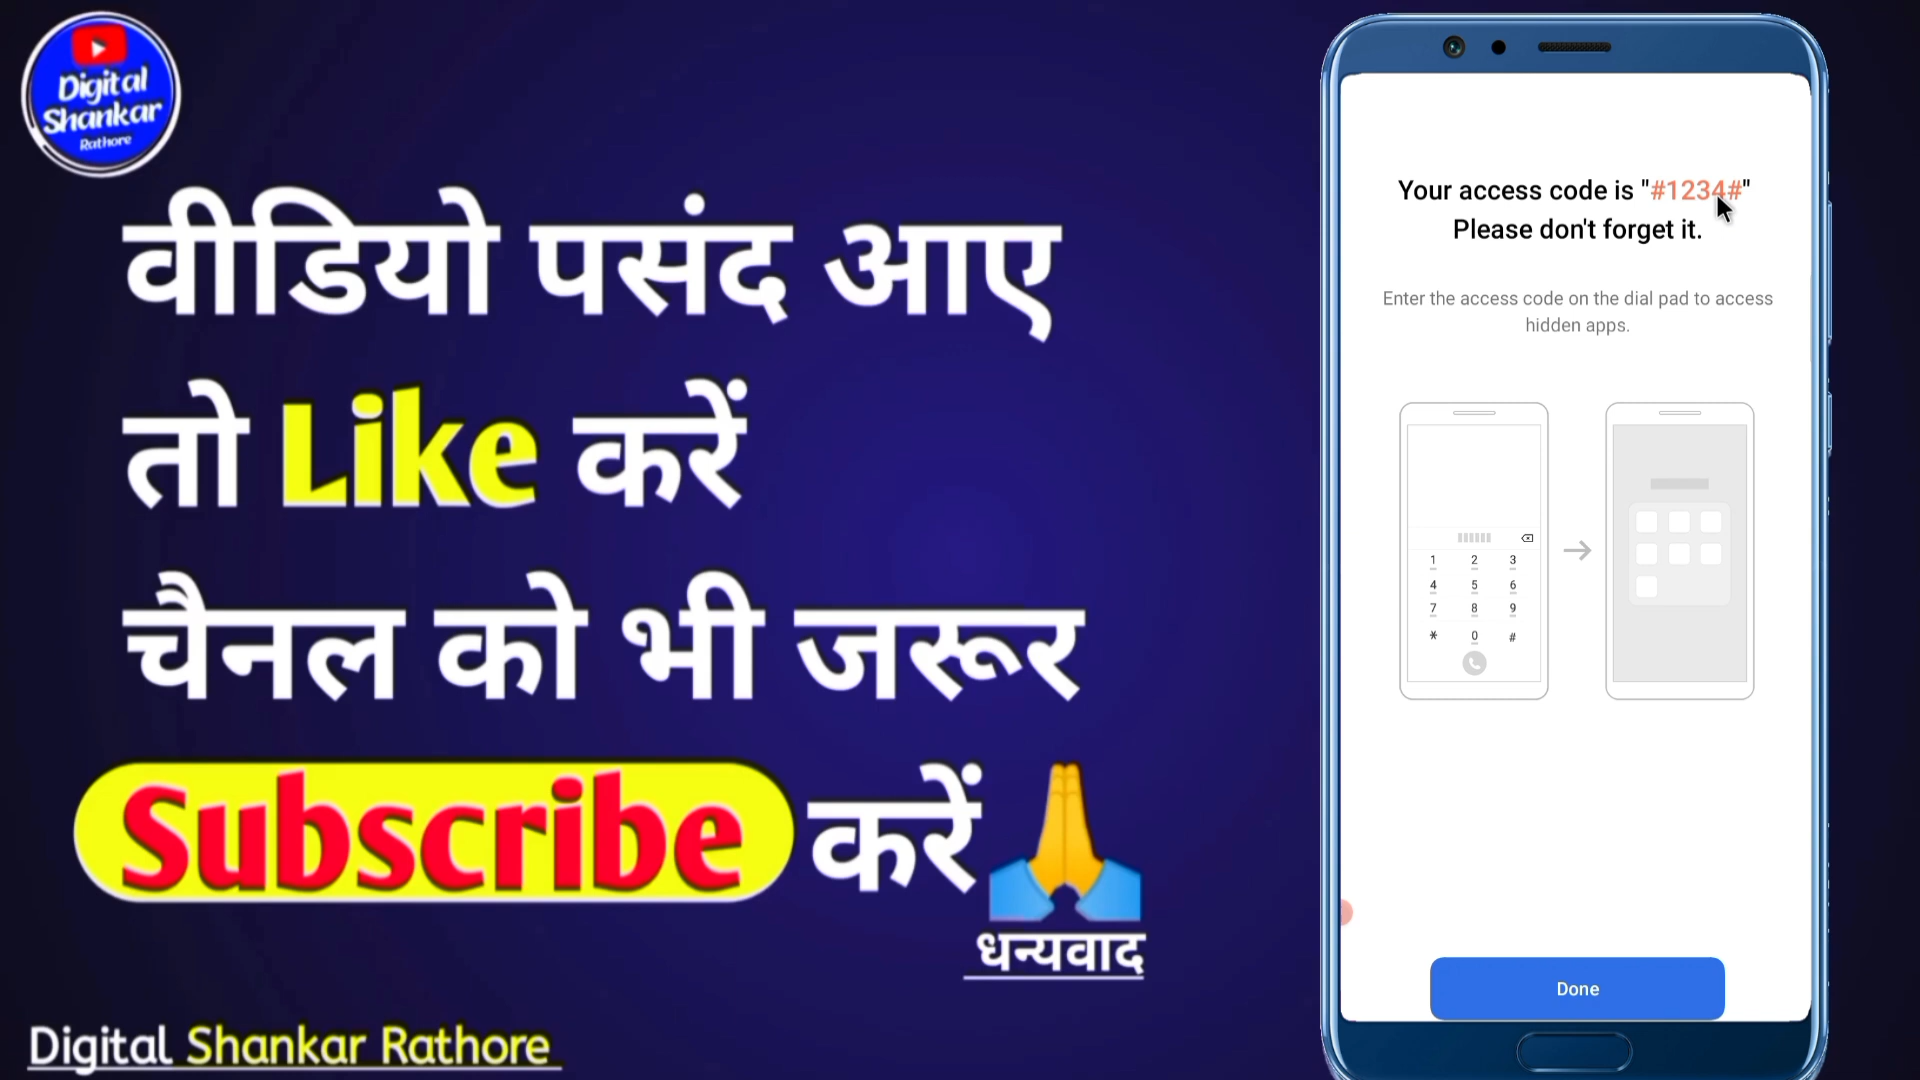 Digital
Shankar
Rathore
वीडियो पसंद आए
तो Like करें
चैनल को भी जरूर
Subscribe करें
धन्यवाद
Digital Shankar Rathore
Your access code is "#1234#"
Please don't forget it.
Enter the access code on the dial pad to access
hidden apps.
1 2 3
4 5 6
7 8 9
* 0 #
Done